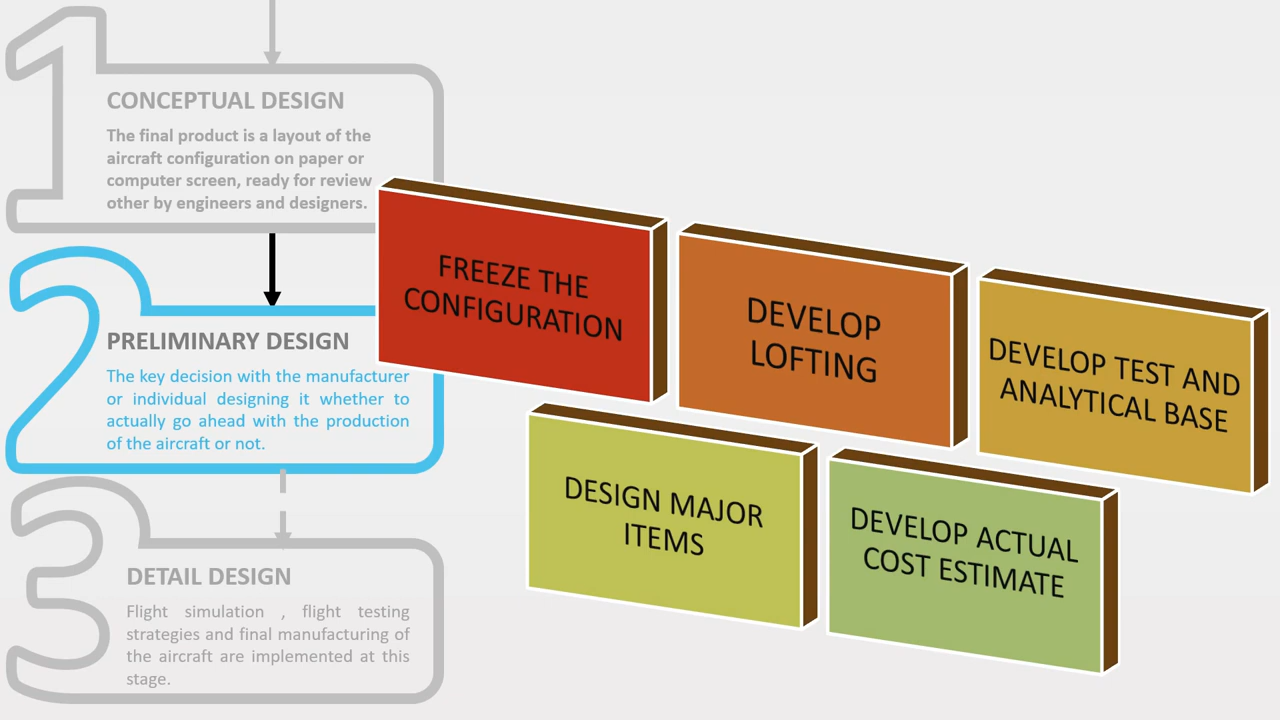 1
CONCEPTUAL DESIGN
The final product is a layout of the
aircraft configuration on paper or
computer screen, ready for review
other by engineers and designers.
2
PRELIMINARY DESIGN
The key decision with the manufacturer
or individual designing it whether to
actually go ahead with the production
of the aircraft or not.
3
DETAIL DESIGN
Flight simulation , flight testing
strategies and final manufacturing of
the aircraft are implemented at this
stage.
FREEZE THE
CONFIGURATION
DEVELOP
LOFTING
DEVELOP TEST AND
ANALYTICAL BASE
DESIGN MAJOR
ITEMS
DEVELOP ACTUAL
COST ESTIMATE